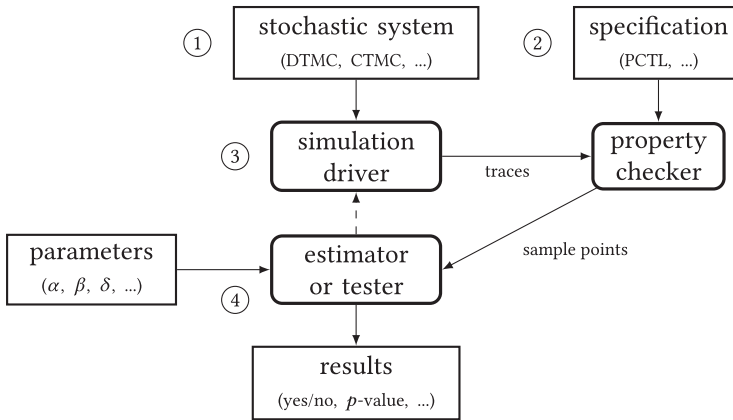 ① stochastic system
(DTMC, CTMC, ...)
② specification
(PCTL, ...)
③ simulation
driver
traces
property
checker
parameters
(α, β, δ, ...)
④ estimator
or tester
sample points
results
(yes/no, p-value, ...)